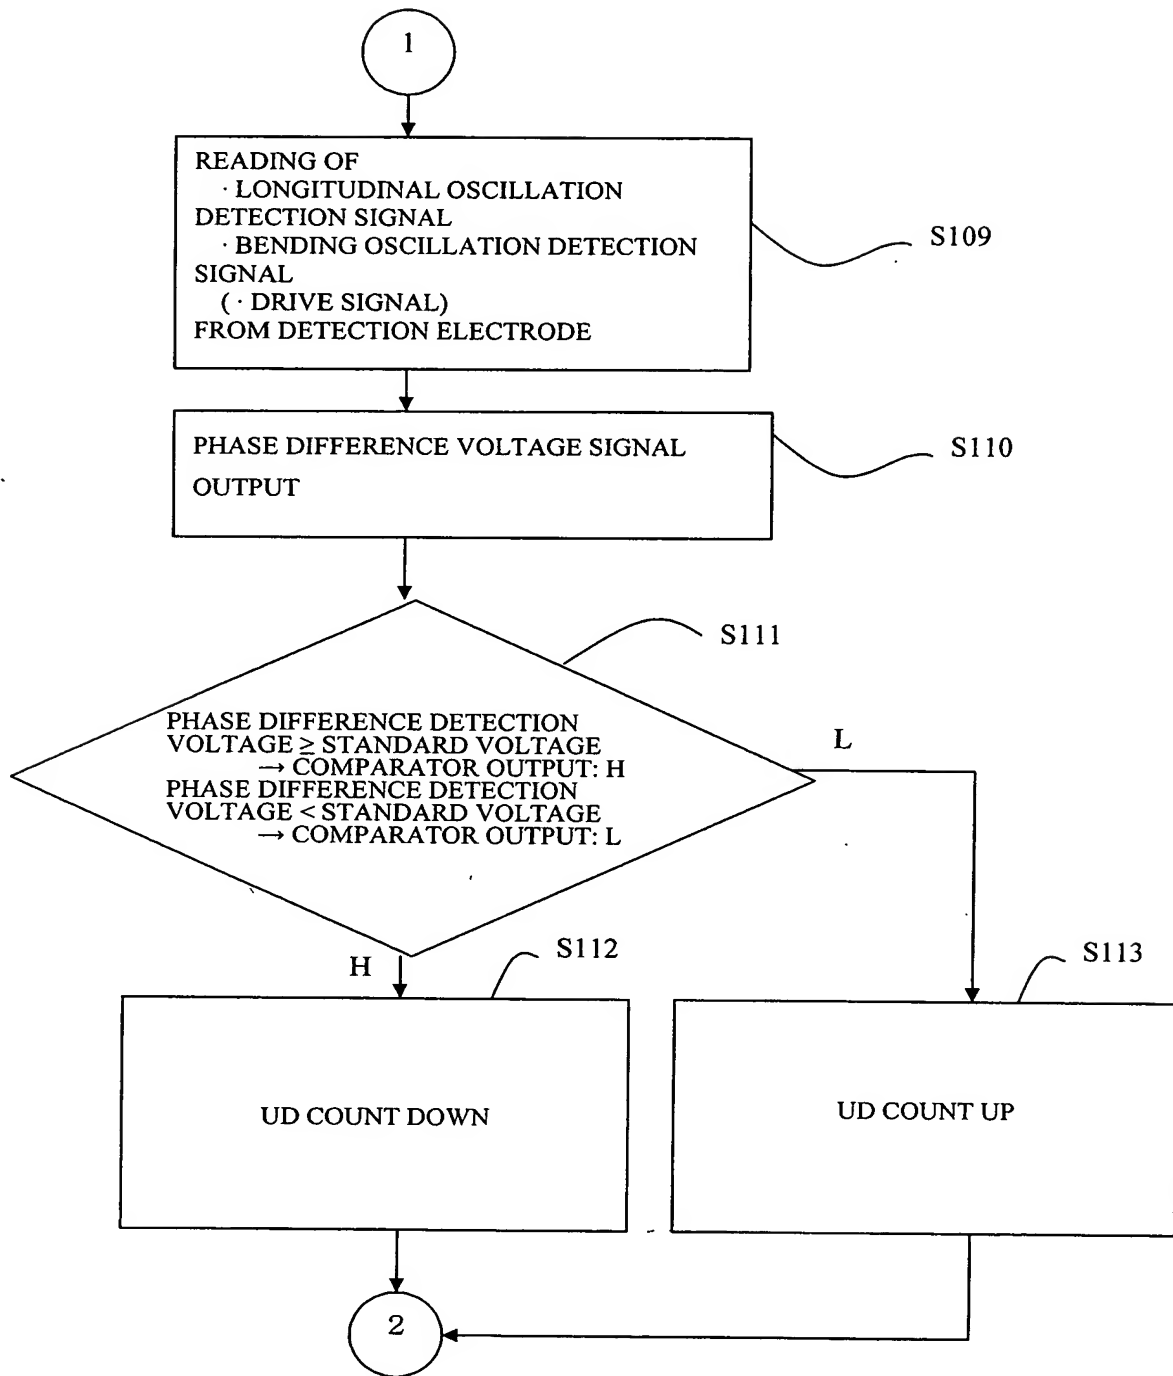 1
READING OF
· LONGITUDINAL OSCILLATION
DETECTION SIGNAL
· BENDING OSCILLATION DETECTION
SIGNAL
( · DRIVE SIGNAL)
FROM DETECTION ELECTRODE
S109
PHASE DIFFERENCE VOLTAGE SIGNAL
OUTPUT
S110
S111
PHASE DIFFERENCE DETECTION
VOLTAGE ≥ STANDARD VOLTAGE
→ COMPARATOR OUTPUT: H
PHASE DIFFERENCE DETECTION
VOLTAGE < STANDARD VOLTAGE
→ COMPARATOR OUTPUT: L
L
H
S112
S113
UD COUNT DOWN
UD COUNT UP
2